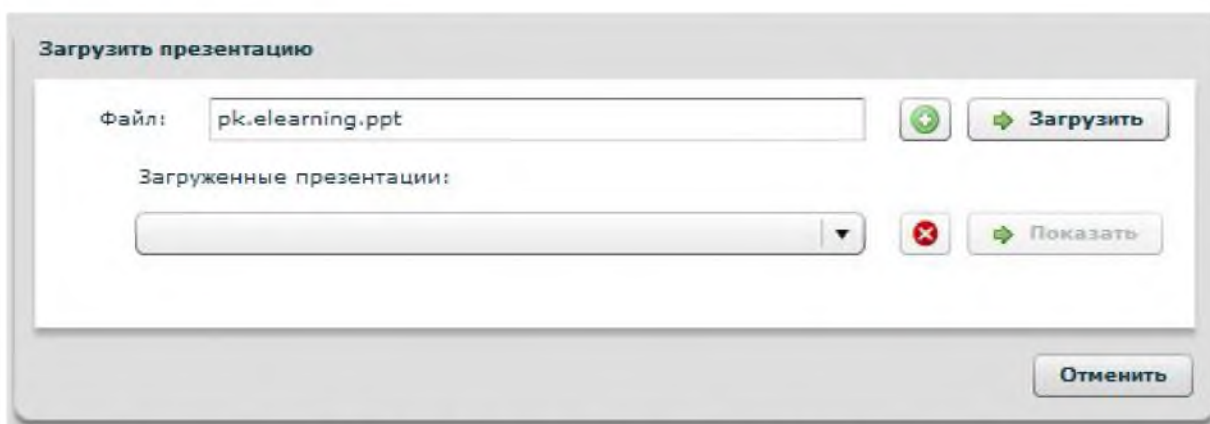 Загрузить презентацию
Файл: pk.elearning.ppt Загрузить
Загруженные презентации:
Показать
Отменить